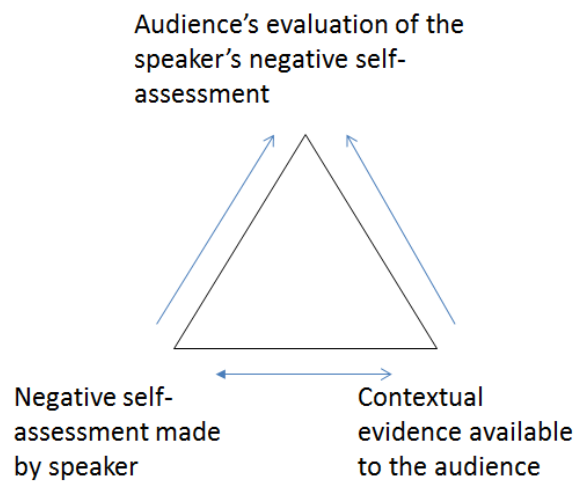 Audience’s evaluation of the
speaker’s negative self-
assessment
Negative self-
assessment made
by speaker
Contextual
evidence available
to the audience